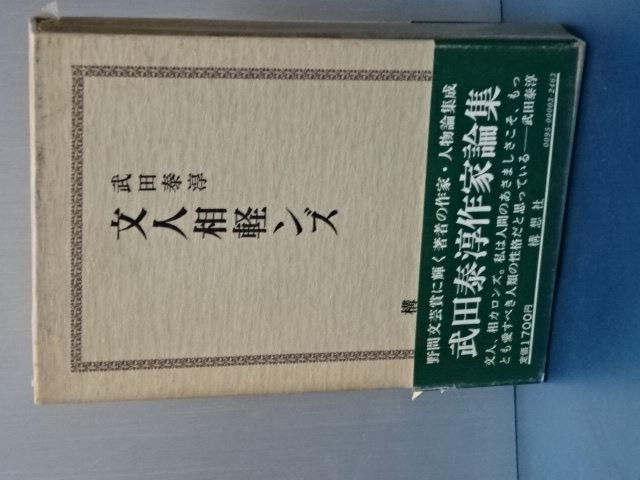 武田泰淳
文人相軽ンズ
構
野間文芸賞に輝く著者の作家・人物論集成
武田泰淳作家論集
文人、相カロンズ。私は人間のあさましさこそ、もっ
とも愛すべき人類の性格だと思っている——武田泰淳
定価1700円
構想社
0095-00003-2463